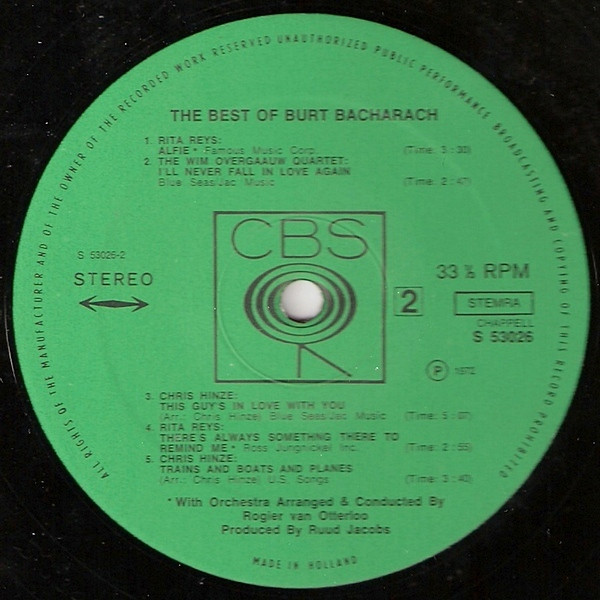 ALL RIGHTS OF THE MANUFACTURER AND OF THE OWNER OF THE RECORDED WORK RESERVED UNAUTHORIZED PUBLIC PERFORMANCE BROADCASTING AND COPYING OF THIS RECORD PROHIBITED
THE BEST OF BURT BACHARACH
1. RITA REYS:
ALFIE * Famous Music Corp. (Time: 3:30)
2. THE WIM OVERGAAUW QUARTET:
I'LL NEVER FALL IN LOVE AGAIN
Blue Seas/Jac Music (Time: 2:47)
CBS
S 53026-2
STEREO
2
33 ⅓ RPM
STEMRA
CHAPPELL
S 53026
Ⓟ 1972
3. CHRIS HINZE:
THIS GUY'S IN LOVE WITH YOU
(Arr.: Chris Hinze) Blue Seas/Jac Music (Time: 5:07)
4. RITA REYS:
THERE'S ALWAYS SOMETHNG THERE TO
REMIND ME * Ross Jungnickel Inc. (Time: 2:55)
5. CHRIS HINZE:
TRAINS AND BOATS AND PLANES
(Arr.: Chris Hinze) U.S. Songs (Time: 3:40)
* With Orchestra Arranged & Conducted By
Rogier van Otterloo
Produced By Ruud Jacobs
MADE IN HOLLAND